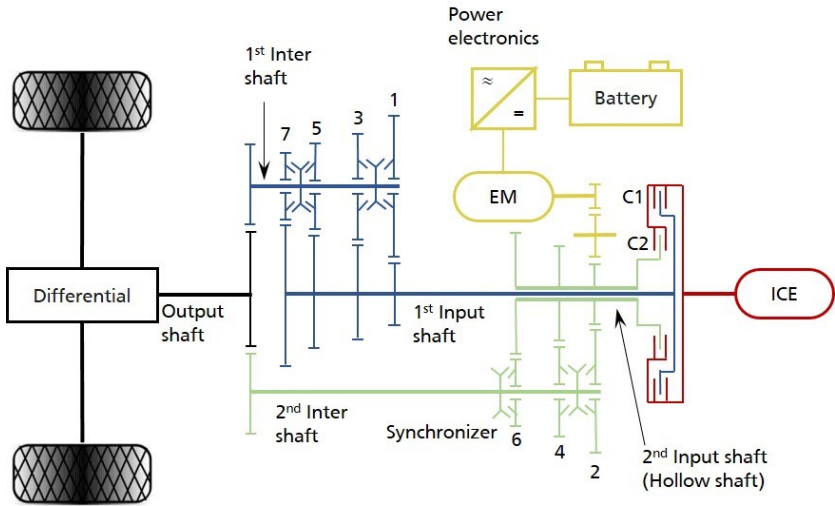 Power
electronics
1st Inter
shaft
1
3
5
7
≈
=
Battery
EM
C1
C2
Differential
Output
shaft
1st Input
shaft
ICE
2nd Inter
shaft
Synchronizer
6
4
2
2nd Input shaft
(Hollow shaft)